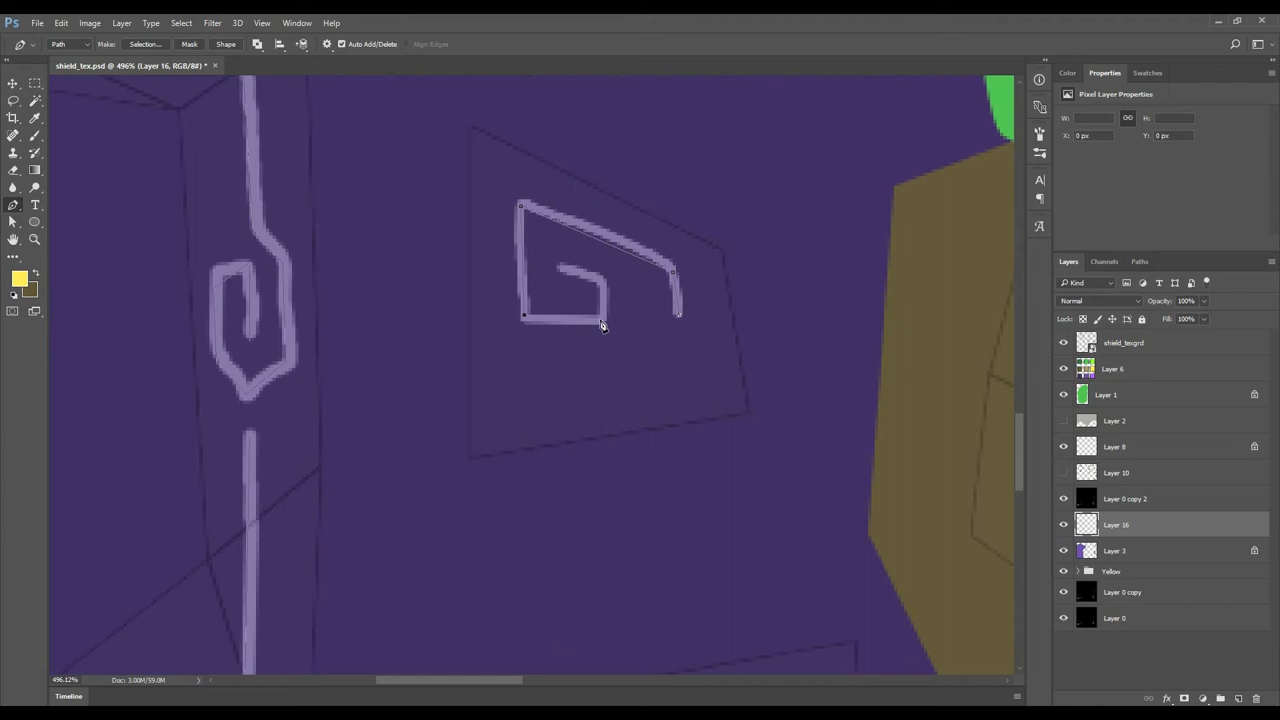 Ps File Edit Image Layer Type Select Filter 3D View Window Help
Path Make: Selection... Mask Shape Auto Add/Delete Align Edges
shield_tex.psd @ 496% (Layer 16, RGB/8#) * ×
Color Properties Swatches
Pixel Layer Properties
W: H:
X: 0 px Y: 0 px
Layers Channels Paths
Kind
Normal Opacity: 100%
Lock: Fill: 100%
shield_texgrd
Layer 6
Layer 1
Layer 2
Layer 8
Layer 10
Layer 0 copy 2
Layer 16
Layer 3
Yellow
Layer 0 copy
Layer 0
496.12% Doc: 3.00M/59.0M
Timeline